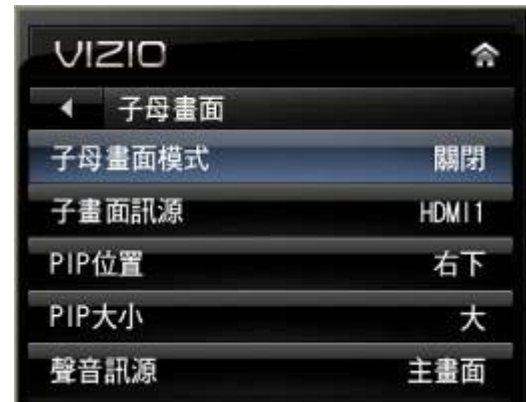 VIZIO
子母畫面
子母畫面模式 關閉
子畫面訊源 HDMI1
PIP位置 右下
PIP大小 大
聲音訊源 主畫面